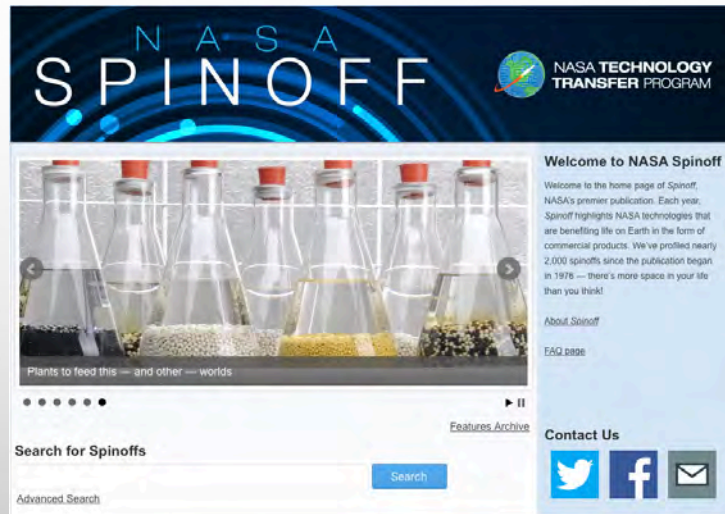 NASA
SPINOFF
NASA TECHNOLOGY
TRANSFER PROGRAM
Plants to feed this — and other — worlds
Features Archive
Search for Spinoffs
Search
Advanced Search
Welcome to NASA Spinoff
Welcome to the home page of Spinoff,
NASA's premier publication. Each year,
Spinoff highlights NASA technologies that
are benefiting life on Earth in the form of
commercial products. We've profiled nearly
2,000 spinoffs since the publication began
in 1976 — there's more space in your life
than you think!
About Spinoff
FAQ page
Contact Us